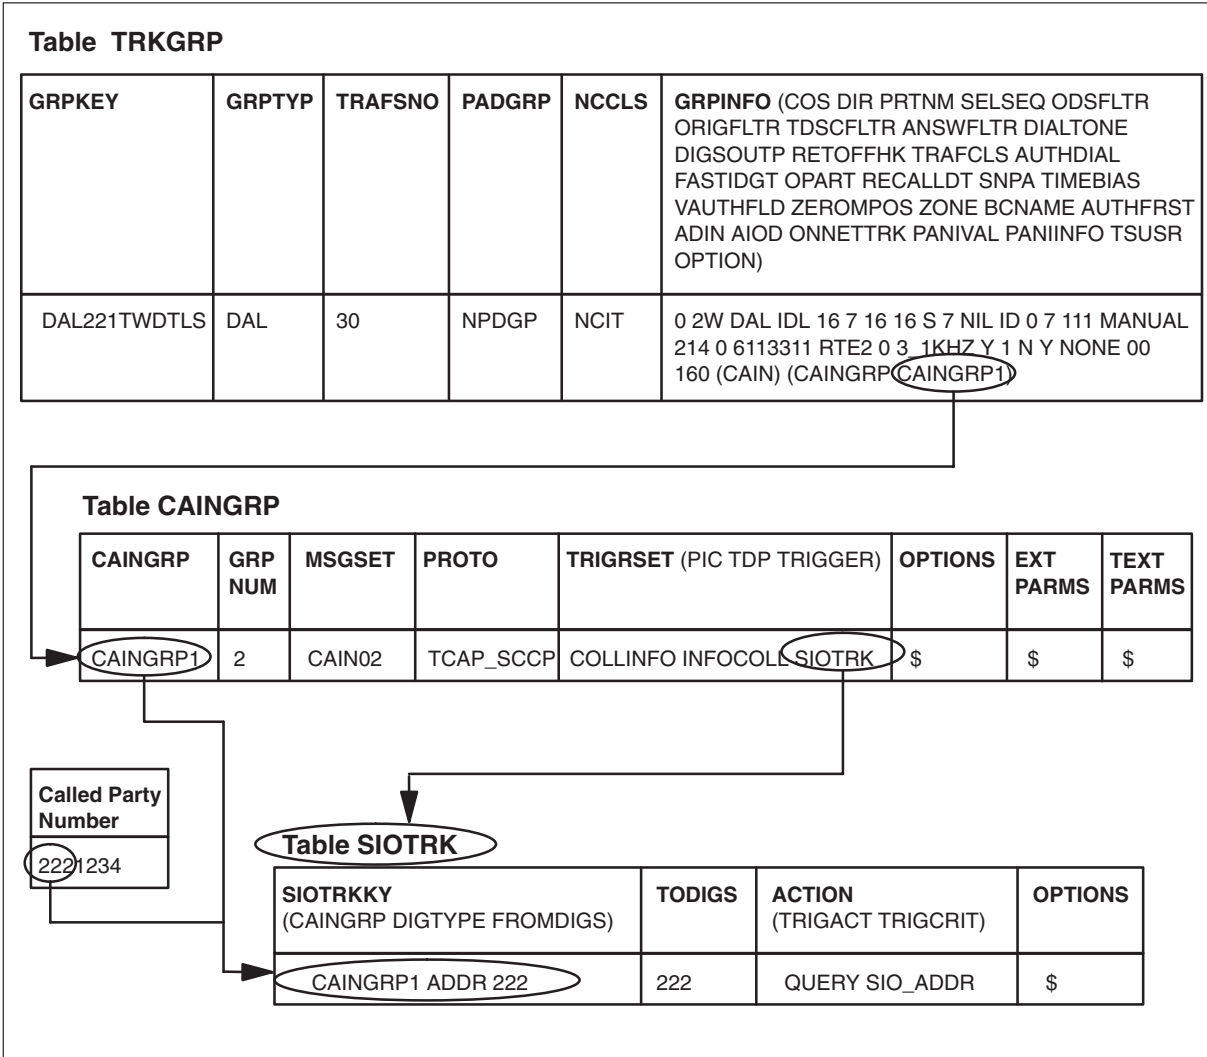 Table TRKGRP
GRPKEY GRPTYP TRAFSNO PADGRP NCCLS GRPINFO (COS DIR PRTNM SELSEQ ODSFLTR
ORIGFLTR TDSCFLTR ANSWFLTR DIALTONE
DIGSOUTP RETOFFHK TRAFCLS AUTHDIAL
FASTIDGT OPART RECALLDT SNPA TIMEBIAS
VAUTHFLD ZEROMPOS ZONE BCNAME AUTHFRST
ADIN AIOD ONNETTRK PANIVAL PANIINFO TSUSR
OPTION)
DAL221TWDTLS DAL 30 NPDGP NCIT 0 2W DAL IDL 16 7 16 16 S 7 NIL ID 0 7 111 MANUAL
214 0 6113311 RTE2 0 3_1KHZ Y 1 N Y NONE 00
160 (CAIN) (CAINGRP CAINGRP1)
Table CAINGRP
CAINGRP GRP MSGSET PROTO TRIGRSET (PIC TDP TRIGGER) OPTIONS EXT TEXT
NUM PARMS PARMS
CAINGRP1 2 CAIN02 TCAP_SCCP COLLINFO INFOCOLL SIOTRK $ $ $
Called Party
Number
2221234
Table SIOTRK
SIOTRKKY TODIGS ACTION OPTIONS
(CAINGRP DIGTYPE FROMDIGS) (TRIGACT TRIGCRIT)
CAINGRP1 ADDR 222 222 QUERY SIO_ADDR $